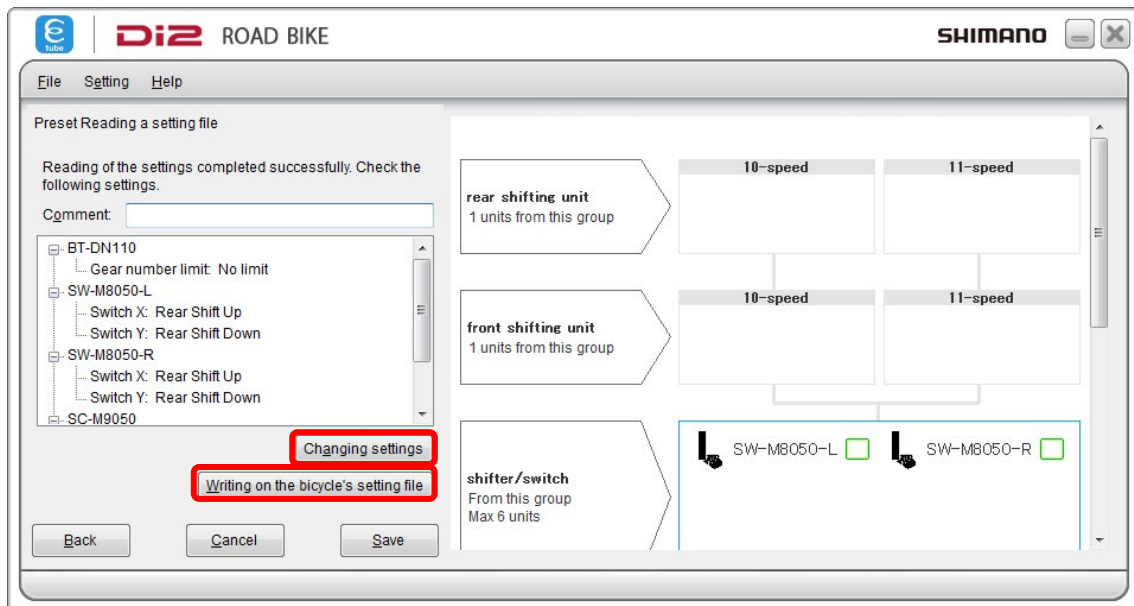 e
tube
Di2 ROAD BIKE
SHIMANO
File Setting Help
Preset Reading a setting file
Reading of the settings completed successfully. Check the
following settings.
Comment:
BT-DN110
Gear number limit: No limit
SW-M8050-L
Switch X: Rear Shift Up
Switch Y: Rear Shift Down
SW-M8050-R
Switch X: Rear Shift Up
Switch Y: Rear Shift Down
SC-M9050
Changing settings
Writing on the bicycle's setting file
Back Cancel Save
10-speed 11-speed
rear shifting unit
1 units from this group
10-speed 11-speed
front shifting unit
1 units from this group
shifter/switch
From this group
Max 6 units
SW-M8050-L SW-M8050-R